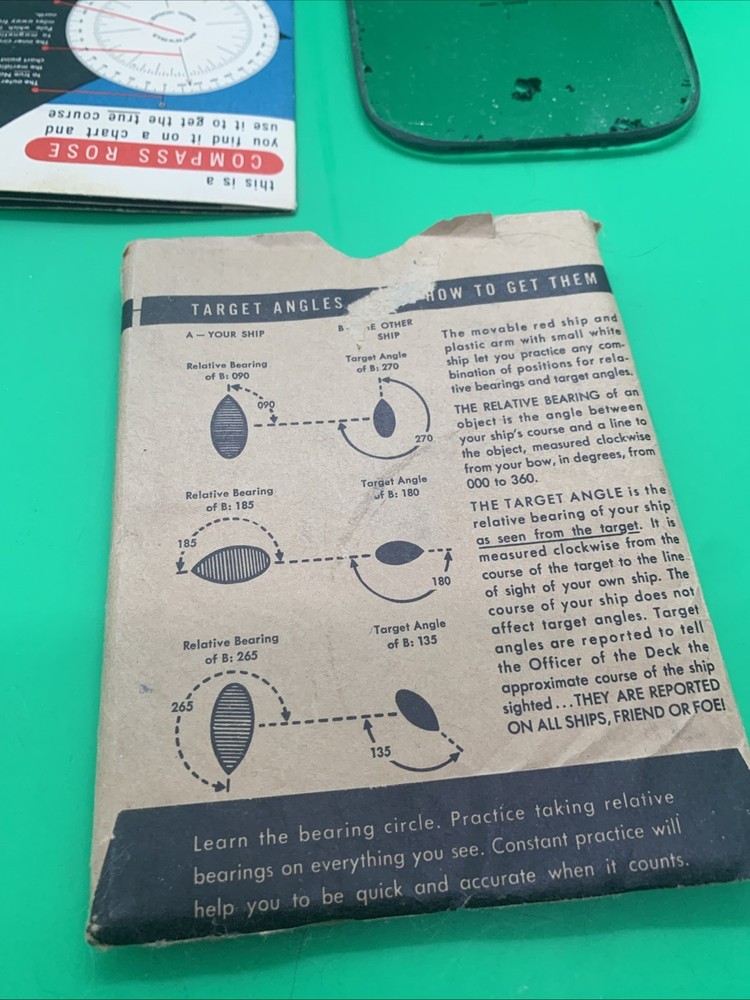 this is a
COMPASS ROSE
you find it on a chart and
use it to get the true course
TARGET ANGLES HOW TO GET THEM
A — YOUR SHIP
OTHER
SHIP
Relative Bearing
of B: 090
090
Target Angle
of B: 270
270
Relative Bearing
of B: 185
185
Target Angle
of B: 180
180
Relative Bearing
of B: 265
265
Target Angle
of B: 135
135
The movable red ship and
plastic arm with small white
ship let you practice any com-
bination of positions for rela-
tive bearings and target angles.
THE RELATIVE BEARING of an
object is the angle between
your ship's course and a line to
the object, measured clockwise
from your bow, in degrees, from
000 to 360.
THE TARGET ANGLE is the
relative bearing of your ship
as seen from the target. It is
measured clockwise from the
course of the target to the line
of sight of your own ship. The
course of your ship does not
affect target angles. Target
angles are reported to tell
the Officer of the Deck the
approximate course of the ship
sighted...THEY ARE REPORTED
ON ALL SHIPS, FRIEND OR FOE!
Learn the bearing circle. Practice taking relative
bearings on everything you see. Constant practice will
help you to be quick and accurate when it counts.